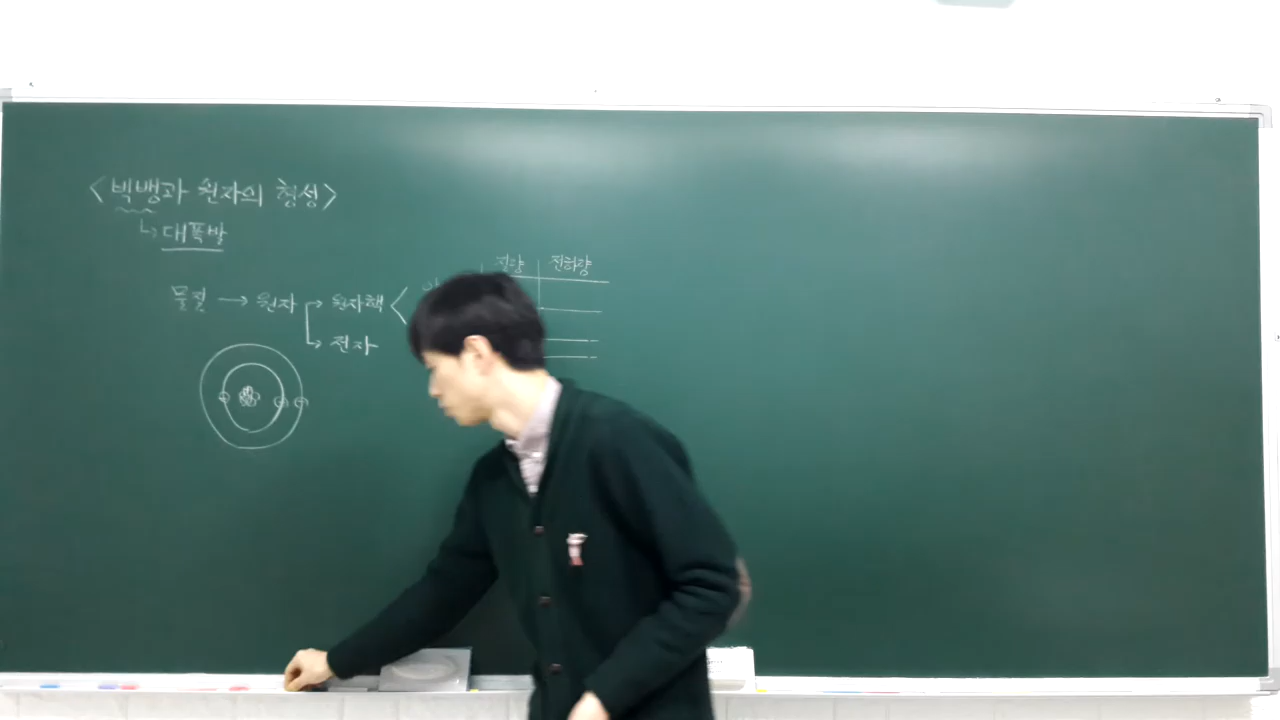 <빅뱅과 원자의 형성>
↳ 대폭발
질량 전하량
물질 → 원자 → 원자핵 <
↳ 전자